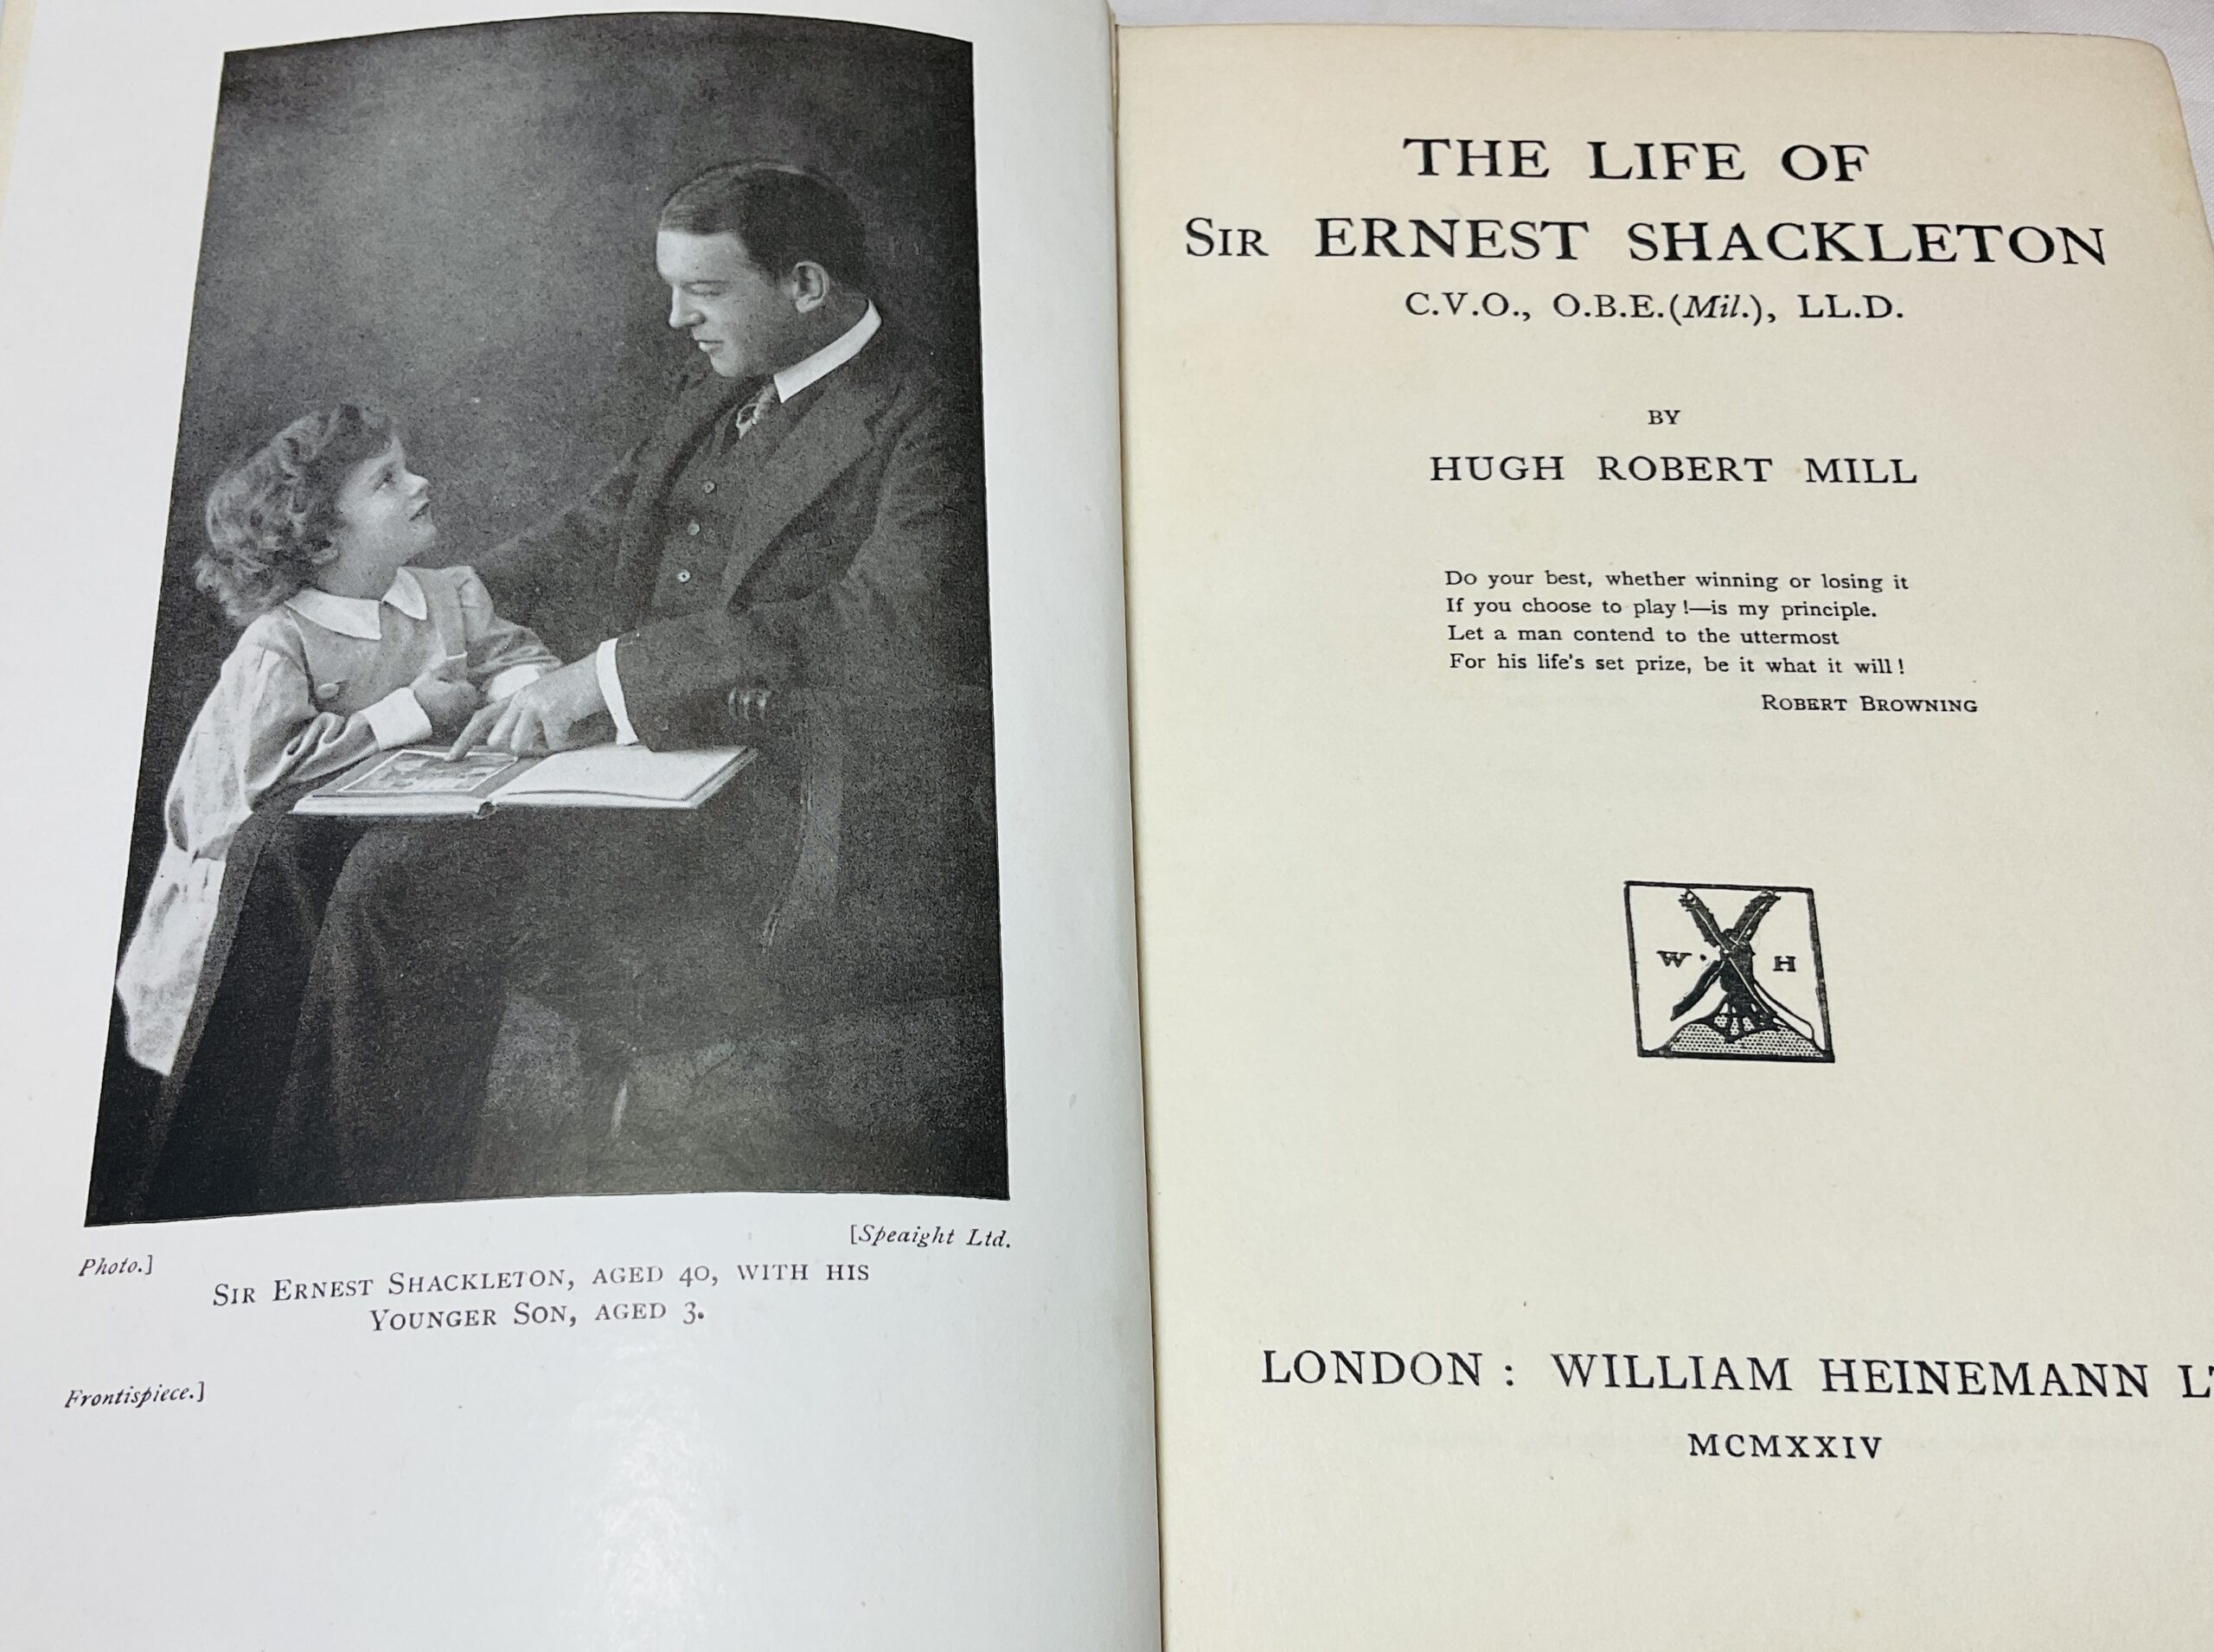 [Speaight Ltd.
Photo.]
SIR ERNEST SHACKLETON, AGED 40, WITH HIS
YOUNGER SON, AGED 3.
Frontispiece.]
THE LIFE OF
SIR ERNEST SHACKLETON
C.V.O., O.B.E.(Mil.), LL.D.
BY
HUGH ROBERT MILL
Do your best, whether winning or losing it
If you choose to play!—is my principle.
Let a man contend to the uttermost
For his life's set prize, be it what it will!
ROBERT BROWNING
W. H
LONDON : WILLIAM HEINEMANN
MCMXXIV